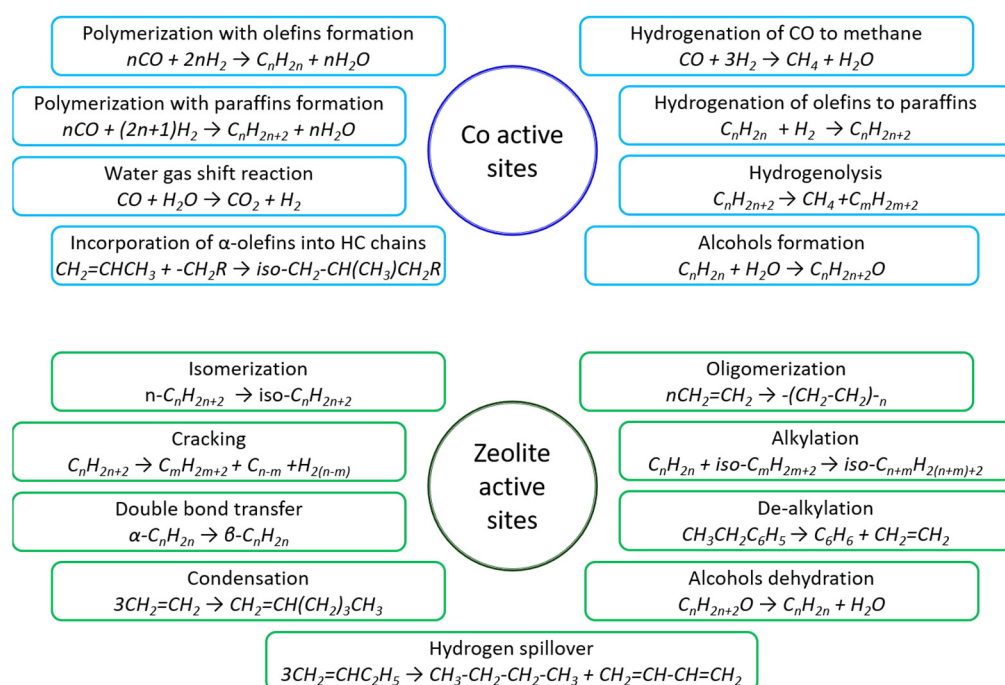 Polymerization with olefins formation
nCO + 2nH₂ → CₙH₂ₙ + nH₂O
Polymerization with paraffins formation
nCO + (2n+1)H₂ → CₙH₂ₙ₊₂ + nH₂O
Water gas shift reaction
CO + H₂O → CO₂ + H₂
Incorporation of α-olefins into HC chains
CH₂=CHCH₃ + -CH₂R → iso-CH₂-CH(CH₃)CH₂R
Co active
sites
Hydrogenation of CO to methane
CO + 3H₂ → CH₄ + H₂O
Hydrogenation of olefins to paraffins
CₙH₂ₙ + H₂ → CₙH₂ₙ₊₂
Hydrogenolysis
CₙH₂ₙ₊₂ → CH₄ +CₘH₂ₘ₊₂
Alcohols formation
CₙH₂ₙ + H₂O → CₙH₂ₙ₊₂O
Isomerization
n-CₙH₂ₙ₊₂ → iso-CₙH₂ₙ₊₂
Cracking
CₙH₂ₙ₊₂ → CₘH₂ₘ₊₂ + Cₙ₋ₘ +H₂₍ₙ₋ₘ₎
Double bond transfer
α-CₙH₂ₙ → β-CₙH₂ₙ
Condensation
3CH₂=CH₂ → CH₂=CH(CH₂)₃CH₃
Zeolite
active
sites
Oligomerization
nCH₂=CH₂ → -(CH₂-CH₂)-ₙ
Alkylation
CₙH₂ₙ + iso-CₘH₂ₘ₊₂ → iso-Cₙ₊ₘH₂₍ₙ₊ₘ₎₊₂
De-alkylation
CH₃CH₂C₆H₅ → C₆H₆ + CH₂=CH₂
Alcohols dehydration
CₙH₂ₙ₊₂O → CₙH₂ₙ + H₂O
Hydrogen spillover
3CH₂=CHC₂H₅ → CH₃-CH₂-CH₂-CH₃ + CH₂=CH-CH=CH₂